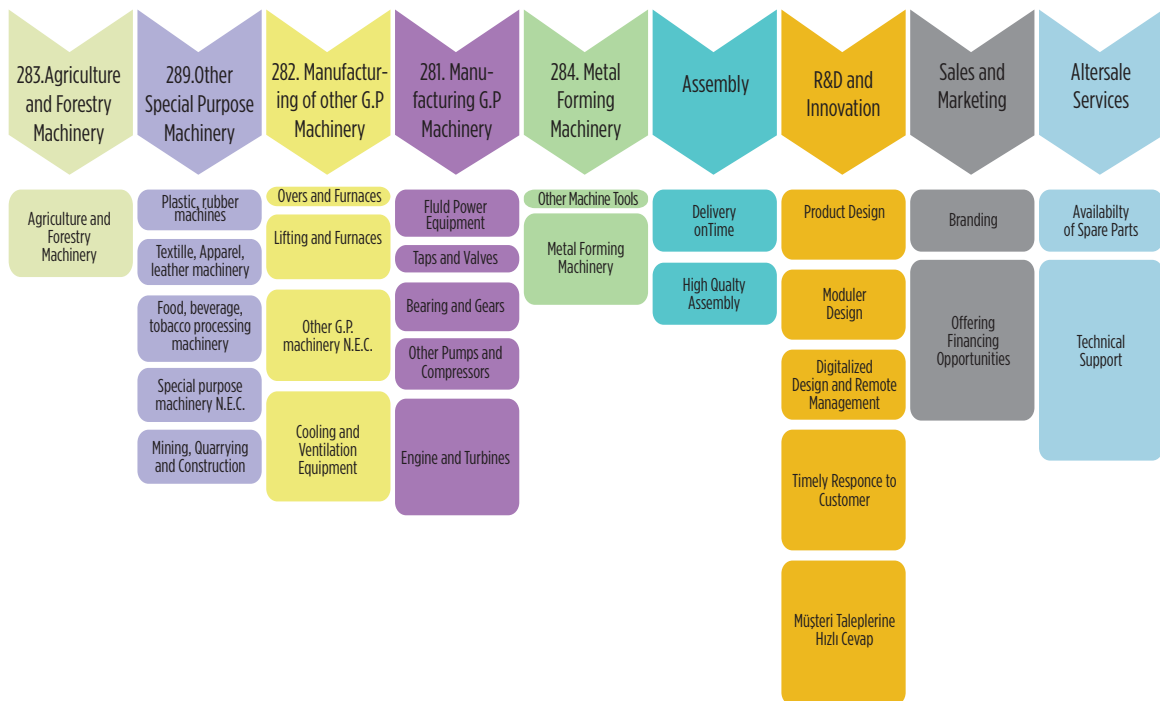 283.Agriculture
and Forestry
Machinery
289.Other
Special Purpose
Machinery
282. Manufactur-
ing of other G.P
Machinery
281. Manu-
facturing G.P
Machinery
284. Metal
Forming
Machinery
Assembly
R&D and
Innovation
Sales and
Marketing
Altersale
Services
Agriculture and
Forestry
Machinery
Plastic, rubber
machines
Textille, Apparel,
leather machinery
Food, beverage,
tobacco processing
machinery
Special purpose
machinery N.E.C.
Mining, Quarrying
and Construction
Overs and Furnaces
Lifting and Furnaces
Other G.P.
machinery N.E.C.
Cooling and
Ventilation
Equipment
Fluld Power
Equipment
Taps and Valves
Bearing and Gears
Other Pumps and
Compressors
Engine and Turbines
Other Machine Tools
Metal Forming
Machinery
Delivery
onTime
High Qualty
Assembly
Product Design
Moduler
Design
Digitalized
Design and Remote
Management
Timely Responce to
Customer
Müşteri Taleplerine
Hızlı Cevap
Branding
Offering
Financing
Opportunities
Availabilty
of Spare Parts
Technical
Support